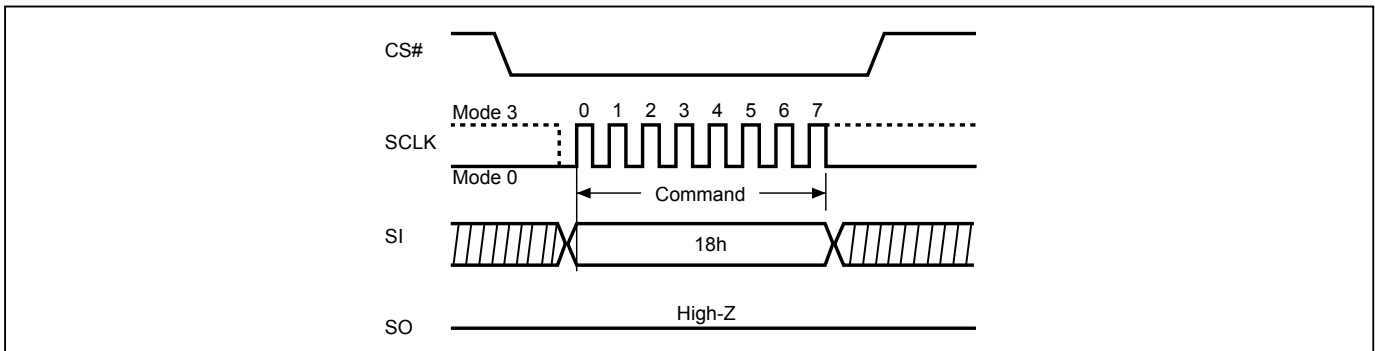 CS#
Mode 3
0 1 2 3 4 5 6 7
SCLK
Mode 0
Command
SI
18h
High-Z
SO